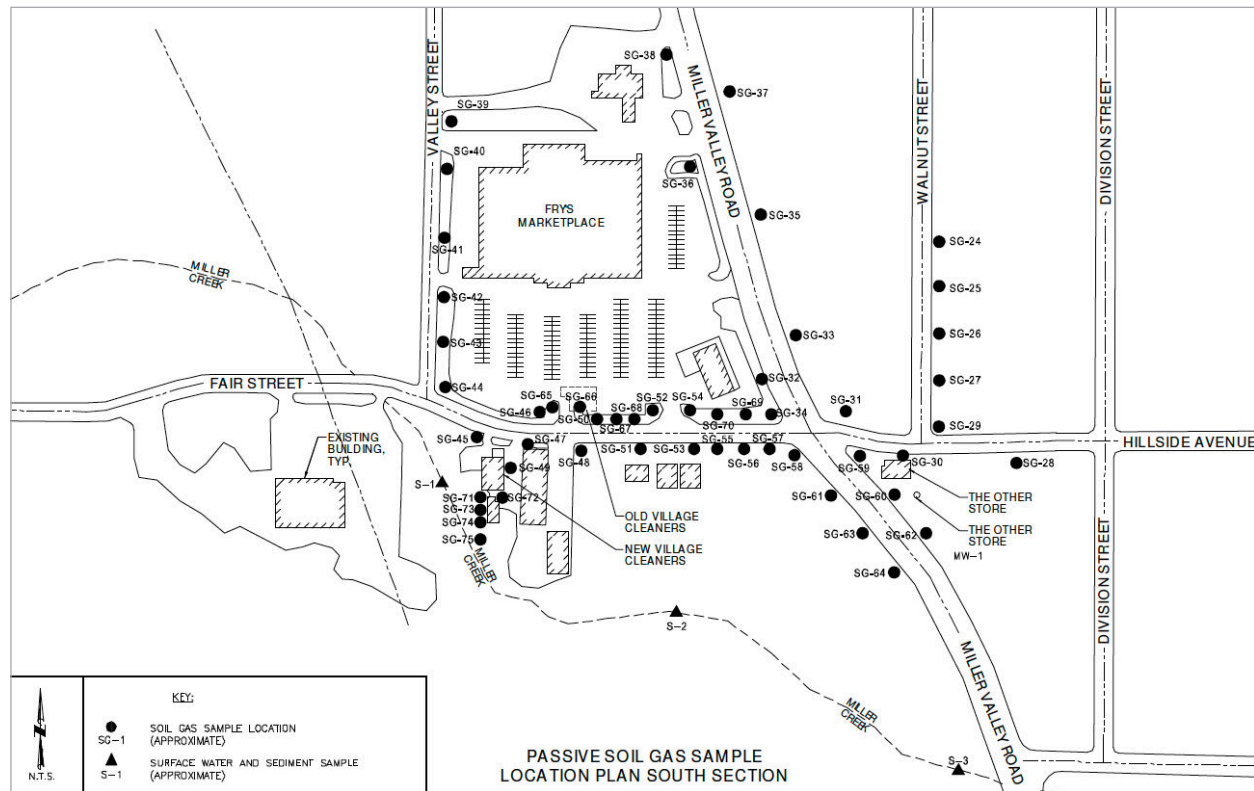 SG-38
SG-37
SG-39
VALLEY STREET
MILLER VALLEY ROAD
WALNUT STREET
DIVISION STREET
SG-40
SG-36
FRYS
MARKETPLACE
SG-35
SG-41
SG-24
MILLER
CREEK
SG-25
SG-42
SG-33
SG-26
SG-43
SG-32
SG-27
FAIR STREET
SG-44
SG-65
SG-66
SG-68
SG-52
SG-54
SG-69
SG-31
SG-46
SG-50
SG-67
SG-70
SG-34
SG-29
SG-45
SG-47
SG-55
SG-57
HILLSIDE AVENUE
EXISTING
BUILDING,
TYP.
SG-48
SG-51
SG-53
SG-56
SG-58
SG-59
SG-30
SG-28
SG-49
S-1
SG-71
SG-72
SG-61
SG-60
THE OTHER
STORE
SG-73
SG-74
OLD VILLAGE
CLEANERS
SG-75
SG-63
SG-62
THE OTHER
STORE
NEW VILLAGE
CLEANERS
MW-1
MILLER
CREEK
SG-64
DIVISION STREET
S-2
MILLER VALLEY ROAD
MILLER
CREEK
S-3
N.T.S.
KEY:
SG-1
SOIL GAS SAMPLE LOCATION
(APPROXIMATE)
S-1
SURFACE WATER AND SEDIMENT SAMPLE
(APPROXIMATE)
PASSIVE SOIL GAS SAMPLE
LOCATION PLAN SOUTH SECTION